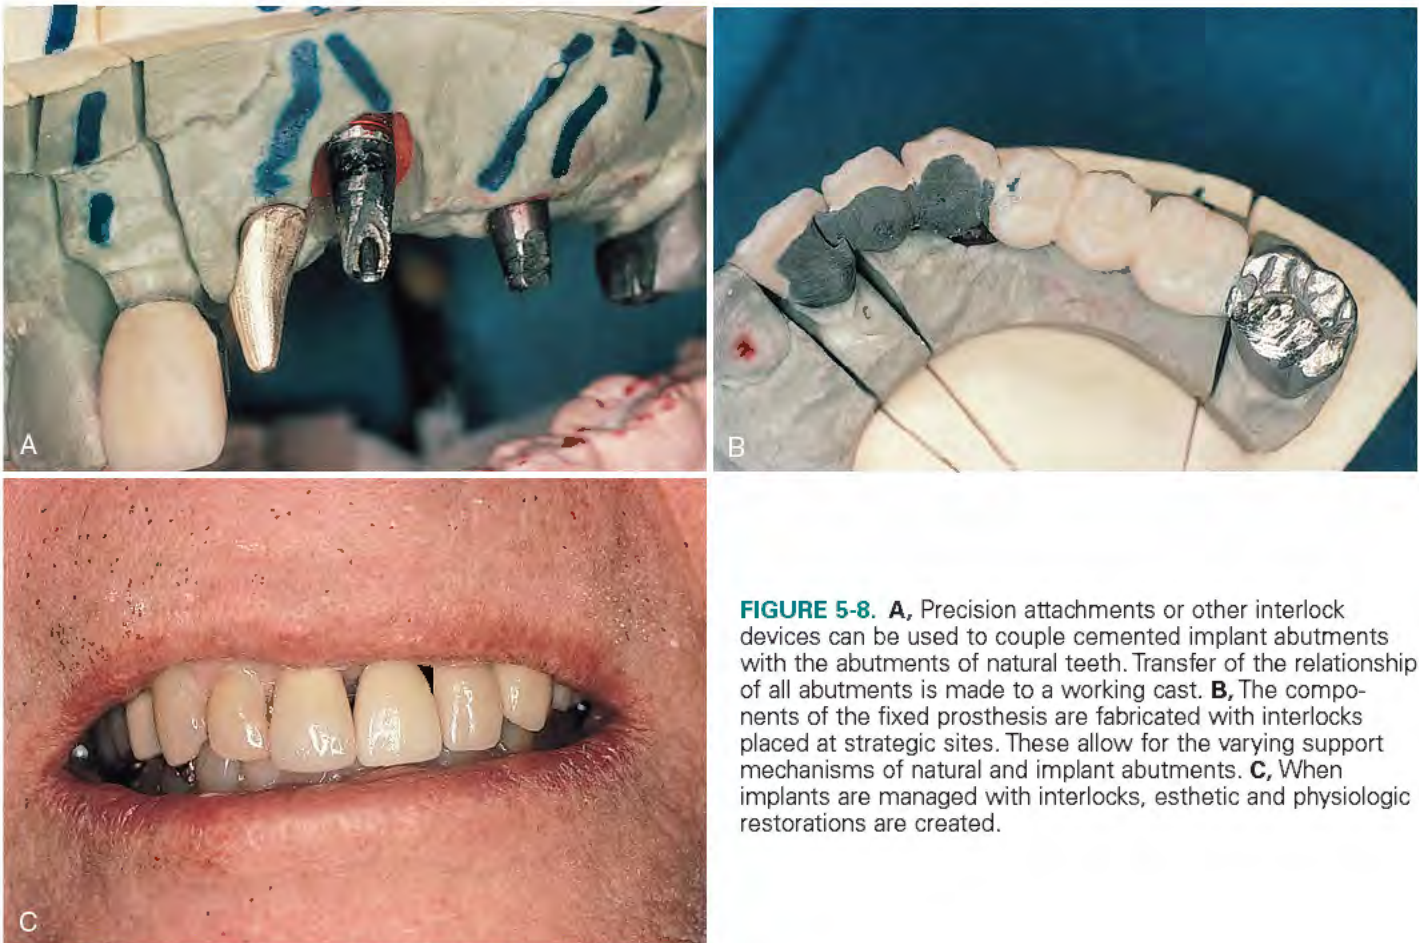 A
B
C
FIGURE 5-8. A, Precision attachments or other interlock
devices can be used to couple cemented implant abutments
with the abutments of natural teeth. Transfer of the relationship
of all abutments is made to a working cast. B, The compo-
nents of the fixed prosthesis are fabricated with interlocks
placed at strategic sites. These allow for the varying support
mechanisms of natural and implant abutments. C, When
implants are managed with interlocks, esthetic and physiologic
restorations are created.